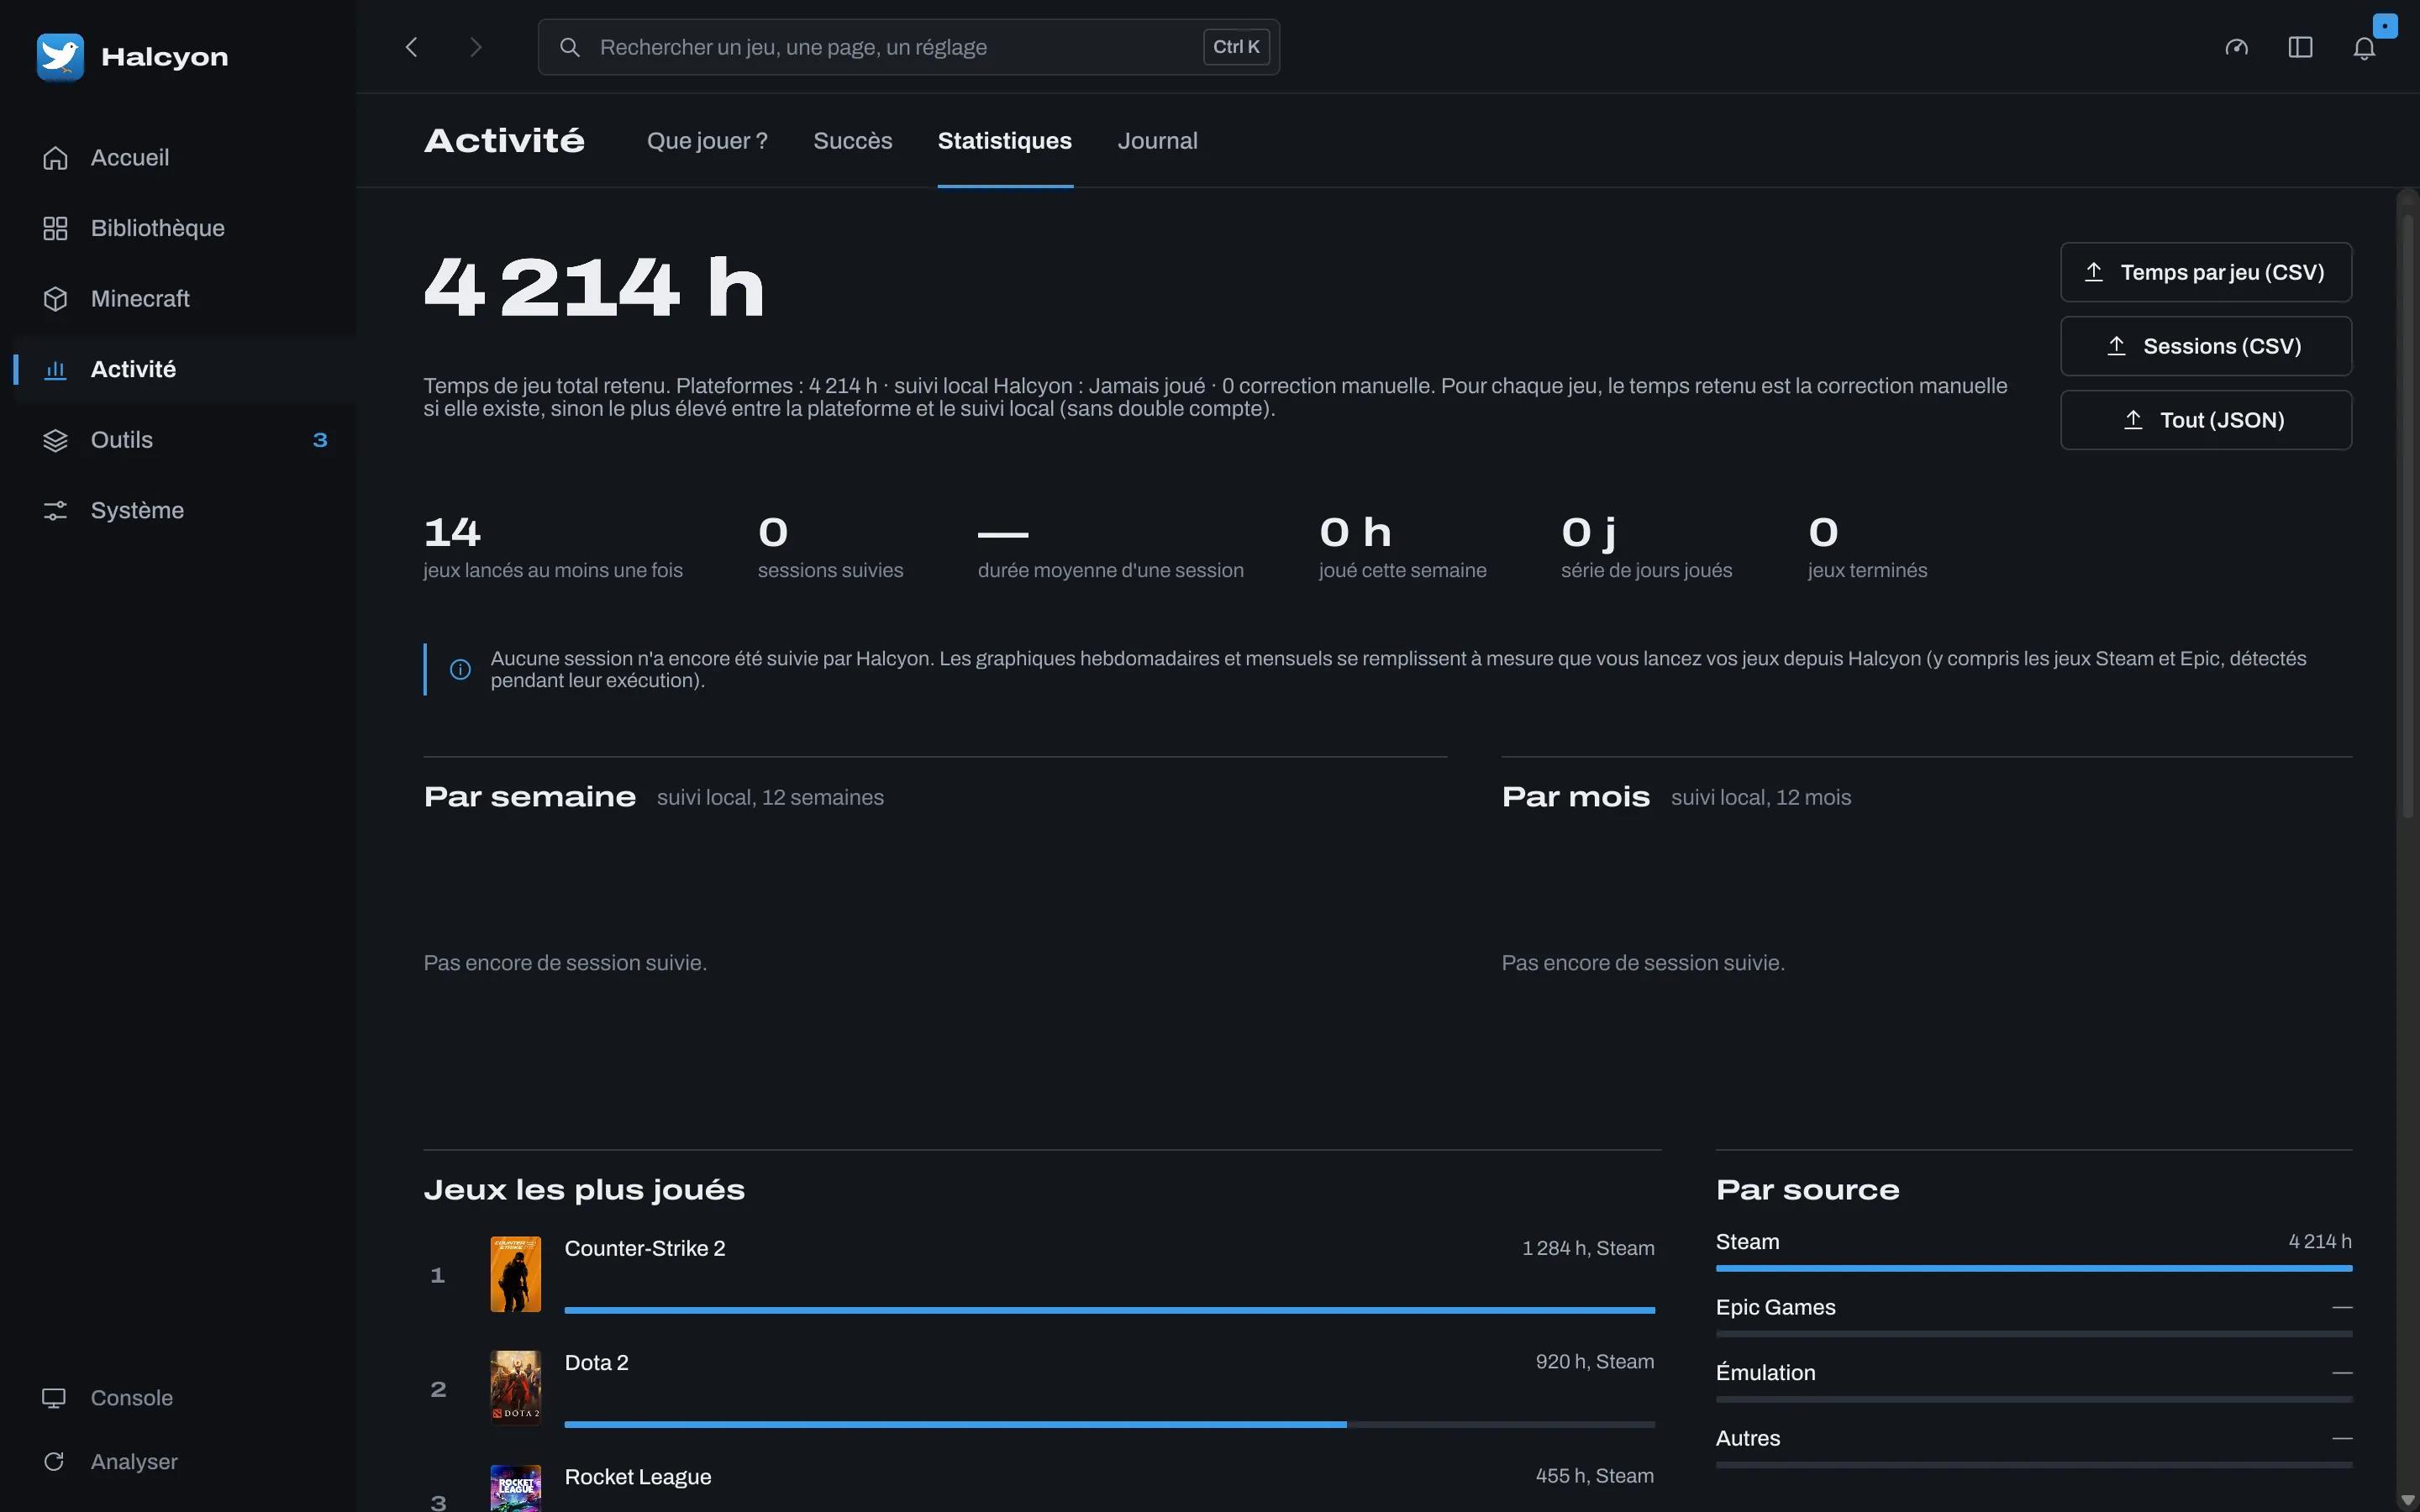 Halcyon
Rechercher un jeu, une page, un réglage
Ctrl K
Accueil
Bibliothèque
Minecraft
Activité
Outils
3
Système
Console
Analyser
Activité
Que jouer ?
Succès
Statistiques
Journal
4 214 h
Temps de jeu total retenu. Plateformes : 4 214 h · suivi local Halcyon : Jamais joué · 0 correction manuelle. Pour chaque jeu, le temps retenu est la correction manuelle
si elle existe, sinon le plus élevé entre la plateforme et le suivi local (sans double compte).
Temps par jeu (CSV)
Sessions (CSV)
Tout (JSON)
14
jeux lancés au moins une fois
0
sessions suivies
—
durée moyenne d'une session
0 h
joué cette semaine
0 j
série de jours joués
0
jeux terminés
Aucune session n'a encore été suivie par Halcyon. Les graphiques hebdomadaires et mensuels se remplissent à mesure que vous lancez vos jeux depuis Halcyon (y compris les jeux Steam et Epic, détectés
pendant leur exécution).
Par semaine suivi local, 12 semaines
Pas encore de session suivie.
Par mois suivi local, 12 mois
Pas encore de session suivie.
Jeux les plus joués
1
COUNTER STRIKE
Counter-Strike 2
1 284 h, Steam
2
DOTA 2
Dota 2
920 h, Steam
3
ROCKET
LEAGUE
Rocket League
455 h, Steam
Par source
Steam
4 214 h
Epic Games
—
Émulation
—
Autres
—